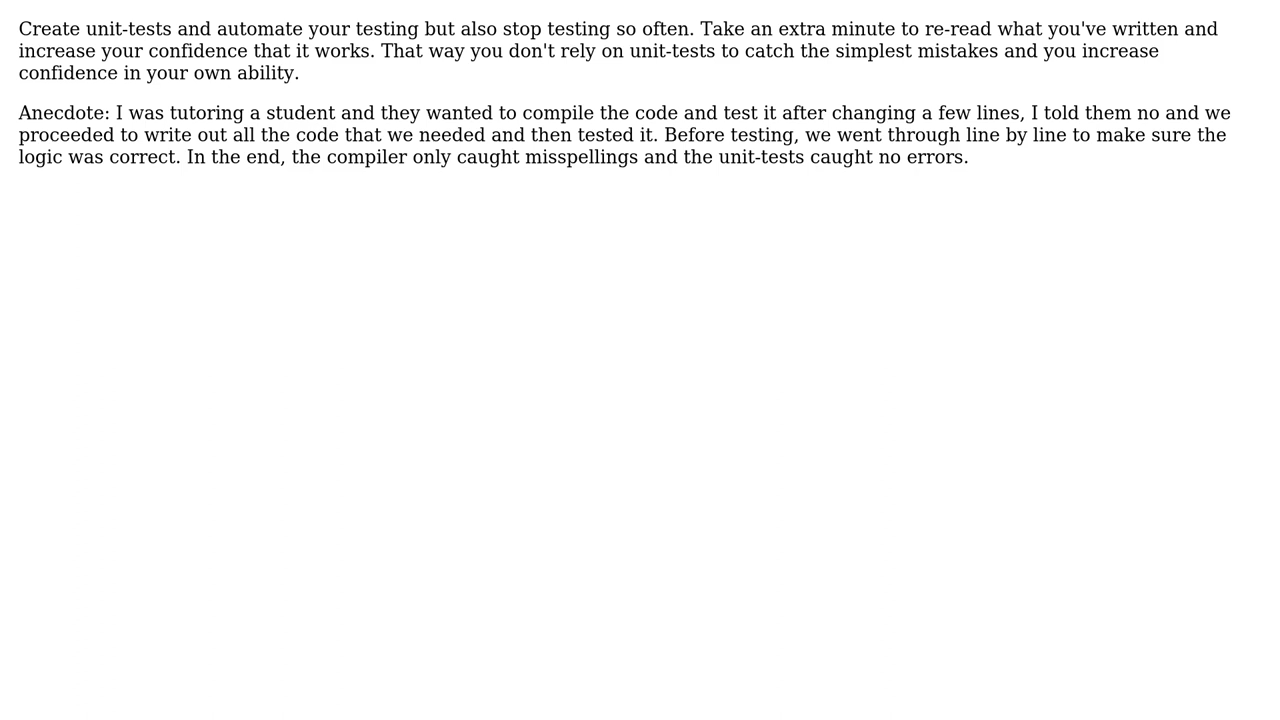 Create unit-tests and automate your testing but also stop testing so often. Take an extra minute to re-read what you've written and
increase your confidence that it works. That way you don't rely on unit-tests to catch the simplest mistakes and you increase
confidence in your own ability.
Anecdote: I was tutoring a student and they wanted to compile the code and test it after changing a few lines, I told them no and we
proceeded to write out all the code that we needed and then tested it. Before testing, we went through line by line to make sure the
logic was correct. In the end, the compiler only caught misspellings and the unit-tests caught no errors.